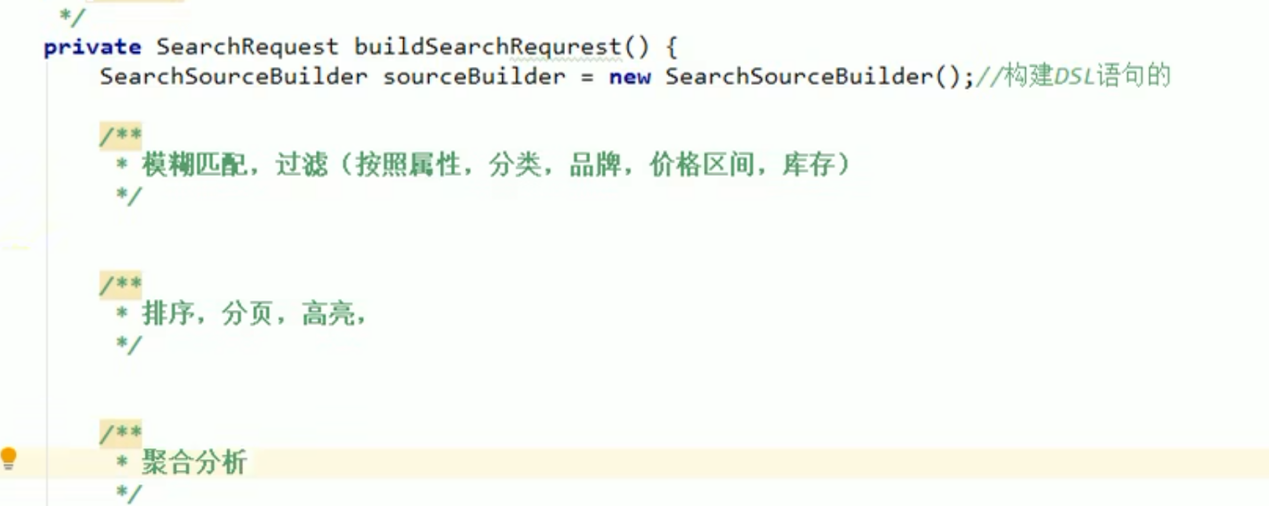 */
private SearchRequest buildSearchRequrest() {
SearchSourceBuilder sourceBuilder = new SearchSourceBuilder();//构建DSL语句的
/**
* 模糊匹配，过滤（按照属性，分类，品牌，价格区间，库存）
*/
/**
* 排序，分页，高亮，
*/
/**
* 聚合分析
*/